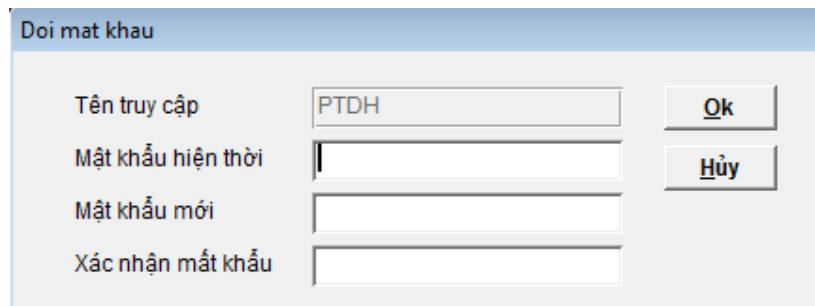 Doi mat khau
Tên truy cập PTDH Ok
Mật khẩu hiện thời Hủy
Mật khẩu mới
Xác nhận mất khẩu